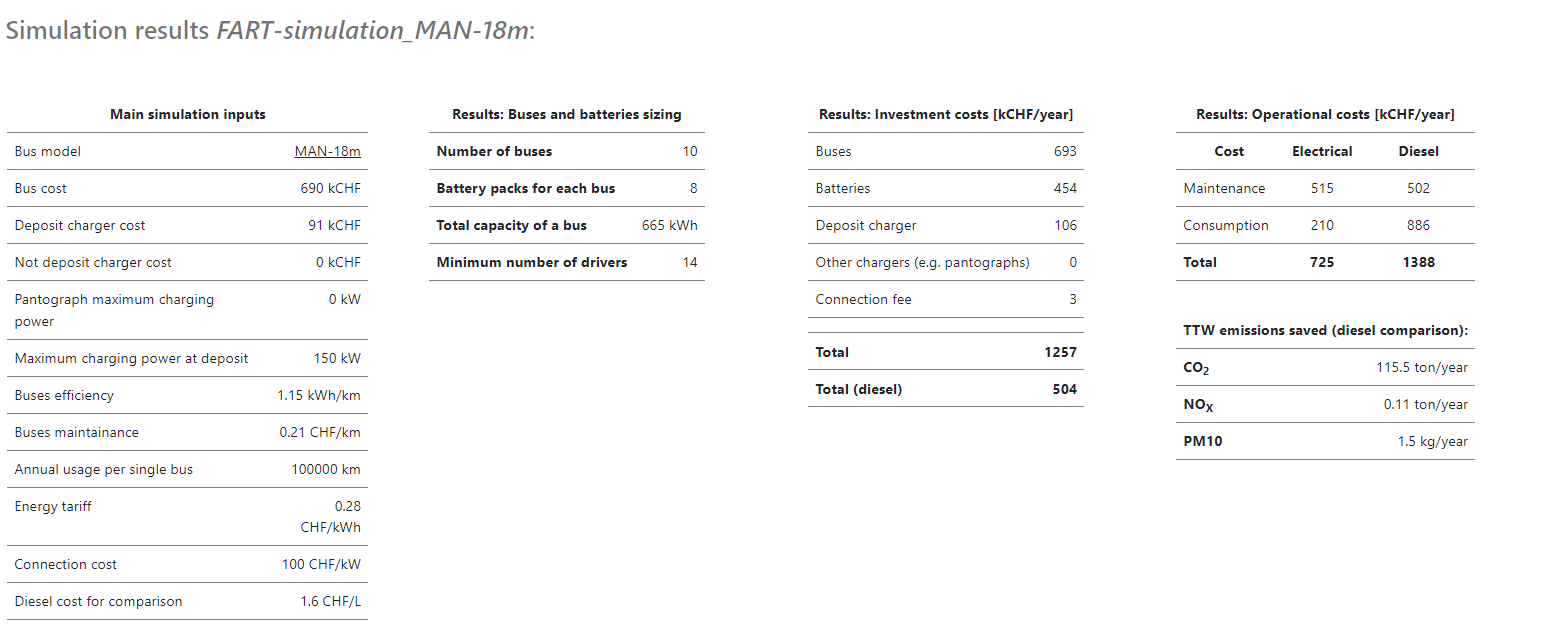 Simulation results FART-simulation_MAN-18m:
Main simulation inputs
Bus model MAN-18m
Bus cost 690 kCHF
Deposit charger cost 91 kCHF
Not deposit charger cost 0 kCHF
Pantograph maximum charging 0 kW
power
Maximum charging power at deposit 150 kW
Buses efficiency 1.15 kWh/km
Buses maintainance 0.21 CHF/km
Annual usage per single bus 100000 km
Energy tariff 0.28
CHF/kWh
Connection cost 100 CHF/kW
Diesel cost for comparison 1.6 CHF/L
Results: Buses and batteries sizing
Number of buses 10
Battery packs for each bus 8
Total capacity of a bus 665 kWh
Minimum number of drivers 14
Results: Investment costs [kCHF/year]
Buses 693
Batteries 454
Deposit charger 106
Other chargers (e.g. pantographs) 0
Connection fee 3
Total 1257
Total (diesel) 504
Results: Operational costs [kCHF/year]
Cost Electrical Diesel
Maintenance 515 502
Consumption 210 886
Total 725 1388
TTW emissions saved (diesel comparison):
CO2 115.5 ton/year
NOX 0.11 ton/year
PM10 1.5 kg/year